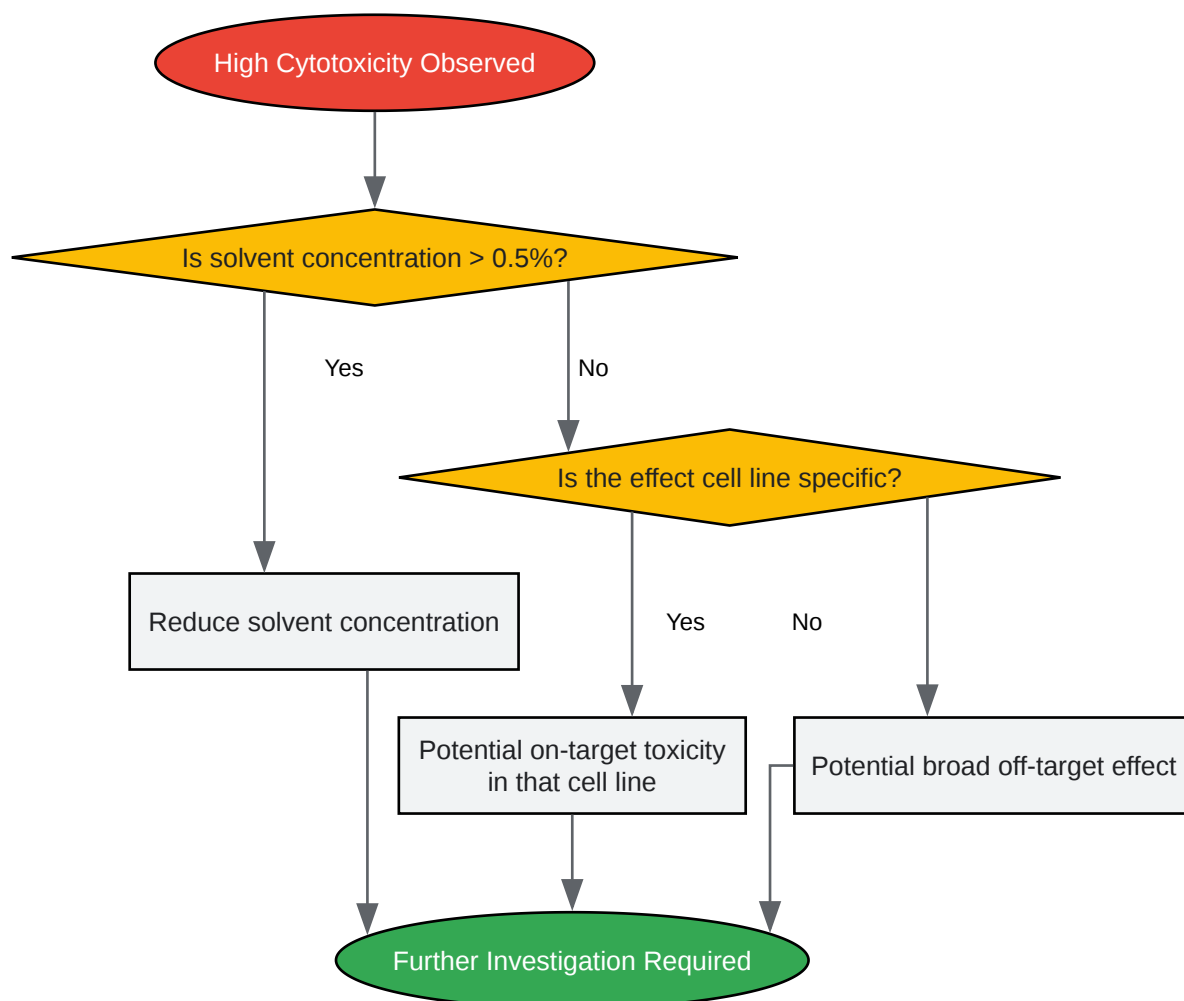 High Cytotoxicity Observed
Is solvent concentration > 0.5%?
Yes
No
Is the effect cell line specific?
Reduce solvent concentration
Yes
No
Potential on-target toxicity
in that cell line
Potential broad off-target effect
Further Investigation Required